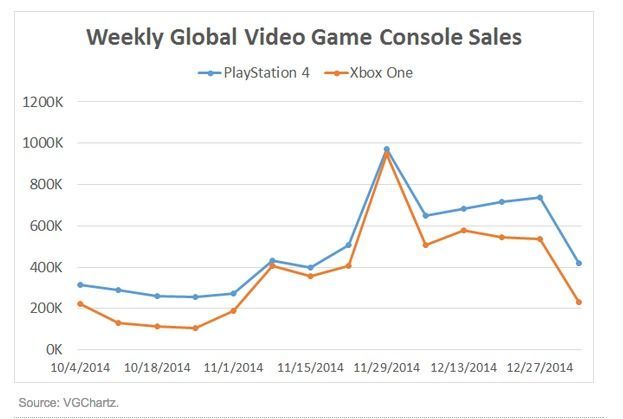 Weekly Global Video Game Console Sales
PlayStation 4 Xbox One
1200K
1000K
800K
600K
400K
200K
0K
10/4/2014 10/18/2014 11/1/2014 11/15/2014 11/29/2014 12/13/2014 12/27/2014
Source: VGChartz.